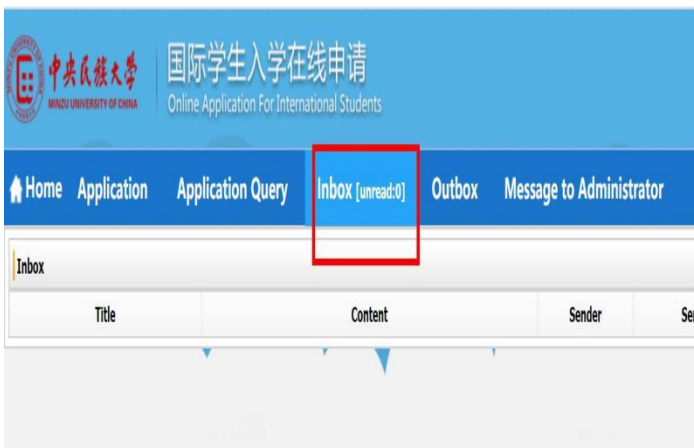 中央民族大学
MINZU UNIVERSITY OF CHINA
国际学生入学在线申请
Online Application For International Students
Home Application Application Query Inbox [unread:0] Outbox Message to Administrator
Inbox
Title Content Sender